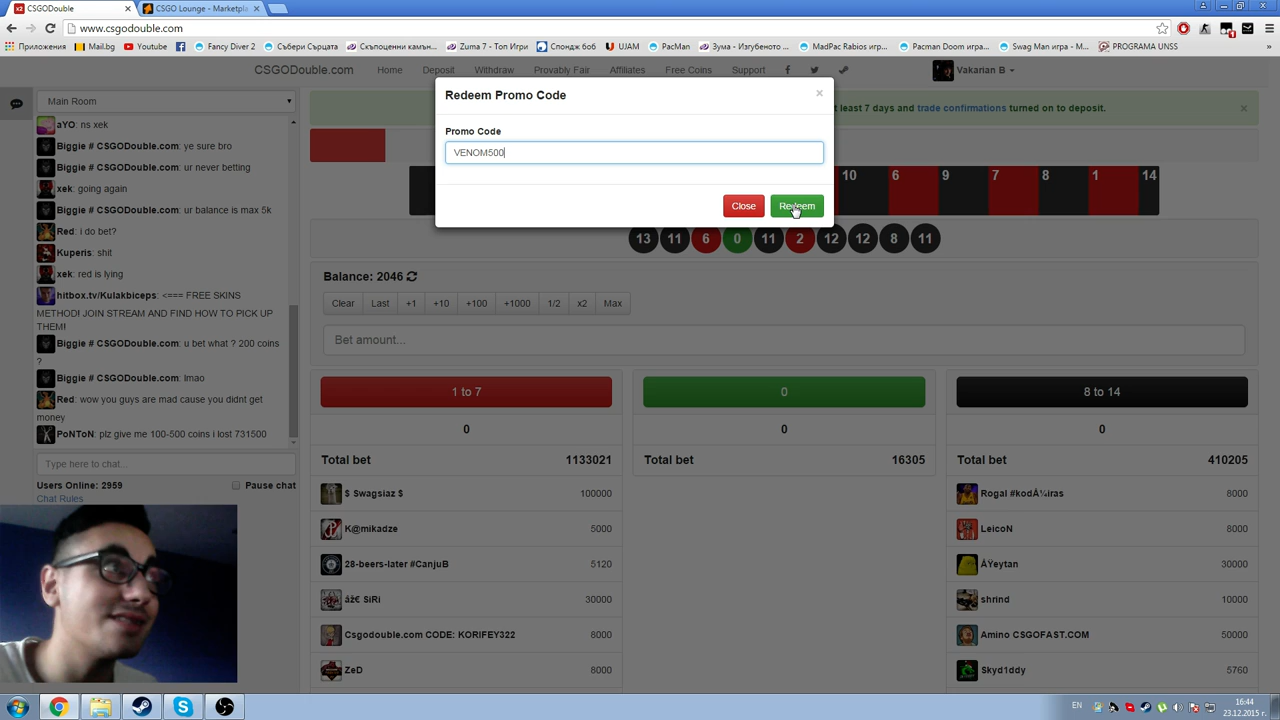 CSGODouble
CSGO Lounge - Marketpla
www.csgodouble.com
Приложения
Mail.bg
Youtube
Fancy Diver 2
Събери Сърцата
Скъпоценни камън...
Zuma 7 - Топ Игри
Спондж боб
UJAM
PacMan
Зума - Изгубеното ...
MadPac Rabios игр...
Pacman Doom игра...
Swag Man игра - М...
PROGRAMA UNSS
»
CSGODouble.com
Home
Deposit
Withdraw
Provably Fair
Affiliates
Free Coins
Support
Vakarian B
Main Room
aYO: ns xek
Biggie # CSGODouble.com: ye sure bro
Biggie # CSGODouble.com: ur never betting
xek: going again
Biggie # CSGODouble.com: ur balance is max 5k
Red: i do bet?
Kuperis: shit
xek: red is lying
hitbox.tv/Kulakbiceps: <=== FREE SKINS
METHOD! JOIN STREAM AND FIND HOW TO PICK UP
THEM!
Biggie # CSGODouble.com: u bet what ? 200 coins
?
Biggie # CSGODouble.com: lmao
Red: wow you guys are mad cause you didnt get
money
PoNToN: plz give me 100-500 coins i lost 731500
Type here to chat...
Users Online: 2959
Pause chat
Chat Rules
Redeem Promo Code
×
Promo Code
VENOM500
Close
Redeem
least 7 days and trade confirmations turned on to deposit.
×
10 6 9 7 8 1 14
13 11 6 0 11 2 12 12 8 11
Balance: 2046
Clear
Last
+1
+10
+100
+1000
1/2
x2
Max
Bet amount...
1 to 7
0
Total bet 1133021
$ Swagsiaz $ 100000
K@mikadze 5000
28-beers-later #CanjuB 5120
áž€ SiRi 30000
Csgodouble.com CODE: KORIFEY322 6000
ZeD 8000
0
0
Total bet 16305
8 to 14
0
Total bet 410205
Rogal #kodÅ¼iras 8000
LeicoN 8000
ÅŸeytan 30000
shrind 10000
Amino CSGOFAST.COM 50000
Skyd1ddy 5760
EN
16:44
23.12.2015 г.